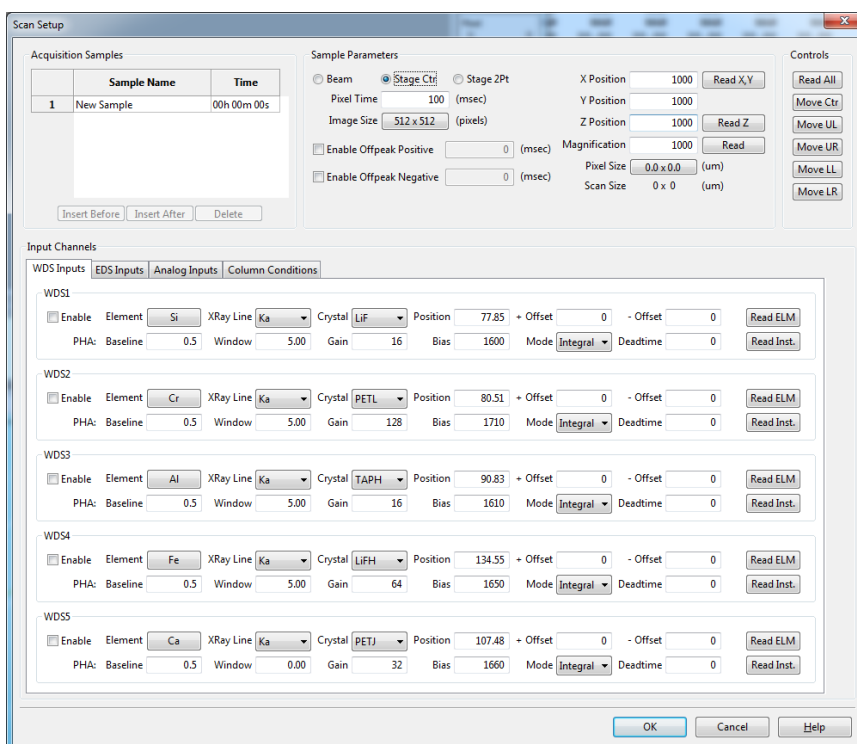 Scan Setup
Acquisition Samples
Sample Name Time
1 New Sample 00h 00m 00s
Insert Before Insert After Delete
Sample Parameters
Beam Stage Ctr Stage 2Pt
Pixel Time 100 (msec)
Image Size 512 x 512 (pixels)
Enable Offpeak Positive 0 (msec)
Enable Offpeak Negative 0 (msec)
X Position 1000 Read X,Y
Y Position 1000
Z Position 1000 Read Z
Magnification 1000 Read
Pixel Size 0.0 x 0.0 (um)
Scan Size 0 x 0 (um)
Controls
Read All
Move Ctr
Move UL
Move UR
Move LL
Move LR
Input Channels
WDS Inputs EDS Inputs Analog Inputs Column Conditions
WDS1
Enable Element Si XRay Line Ka Crystal LiF Position 77.85 + Offset 0 - Offset 0 Read ELM
PHA: Baseline 0.5 Window 5.00 Gain 16 Bias 1600 Mode Integral Deadtime 0 Read Inst.
WDS2
Enable Element Cr XRay Line Ka Crystal PETL Position 80.51 + Offset 0 - Offset 0 Read ELM
PHA: Baseline 0.5 Window 5.00 Gain 128 Bias 1710 Mode Integral Deadtime 0 Read Inst.
WDS3
Enable Element Al XRay Line Ka Crystal TAPH Position 90.83 + Offset 0 - Offset 0 Read ELM
PHA: Baseline 0.5 Window 5.00 Gain 16 Bias 1610 Mode Integral Deadtime 0 Read Inst.
WDS4
Enable Element Fe XRay Line Ka Crystal LiFH Position 134.55 + Offset 0 - Offset 0 Read ELM
PHA: Baseline 0.5 Window 5.00 Gain 64 Bias 1650 Mode Integral Deadtime 0 Read Inst.
WDS5
Enable Element Ca XRay Line Ka Crystal PETJ Position 107.48 + Offset 0 - Offset 0 Read ELM
PHA: Baseline 0.5 Window 0.00 Gain 32 Bias 1660 Mode Integral Deadtime 0 Read Inst.
OK Cancel Help